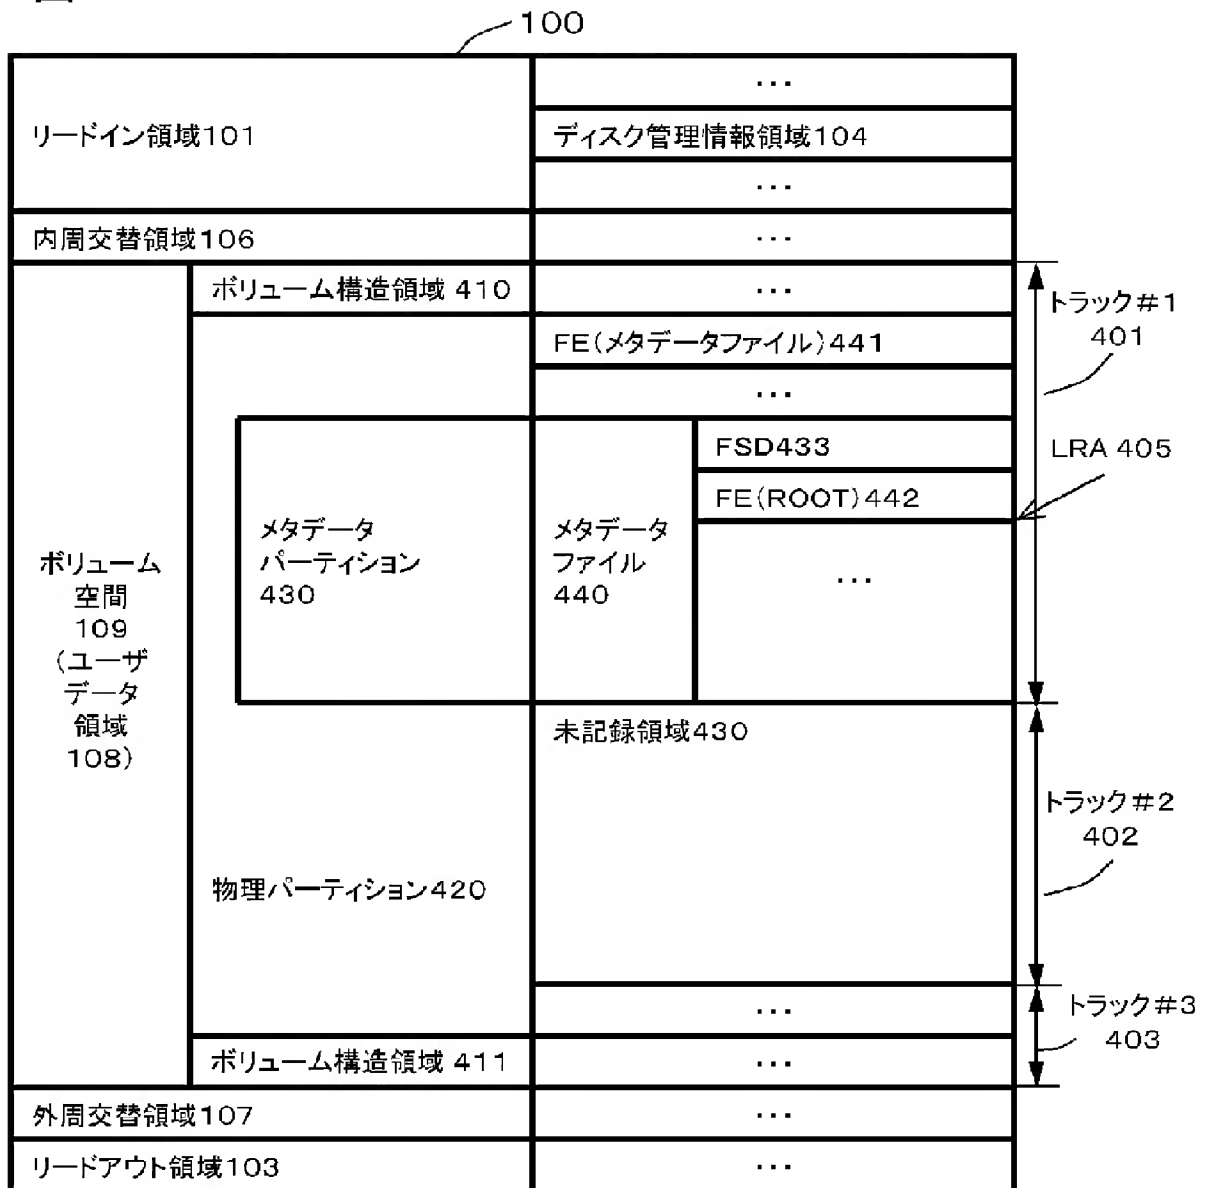 100
...
リードイン領域101
ディスク管理情報領域104
...
内周交替領域106
...
ボリューム構造領域 410
...
トラック#1
401
FE(メタデータファイル)441
...
FSD433
LRA 405
FE(ROOT)442
メタデータ
パーティション
430
メタデータ
ファイル
440
...
ボリューム
空間
109
(ユーザ
データ
領域
108)
未記録領域430
トラック#2
402
物理パーティション420
...
トラック#3
403
ボリューム構造領域 411
...
外周交替領域107
...
リードアウト領域103
...